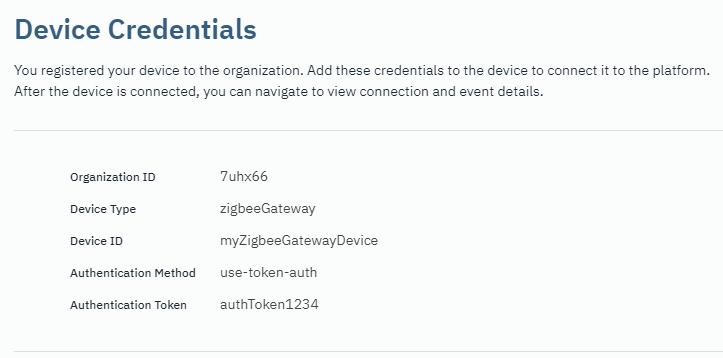 Device Credentials
You registered your device to the organization. Add these credentials to the device to connect it to the platform.
After the device is connected, you can navigate to view connection and event details.
Organization ID 7uhx66
Device Type zigbeeGateway
Device ID myZigbeeGatewayDevice
Authentication Method use-token-auth
Authentication Token authToken1234